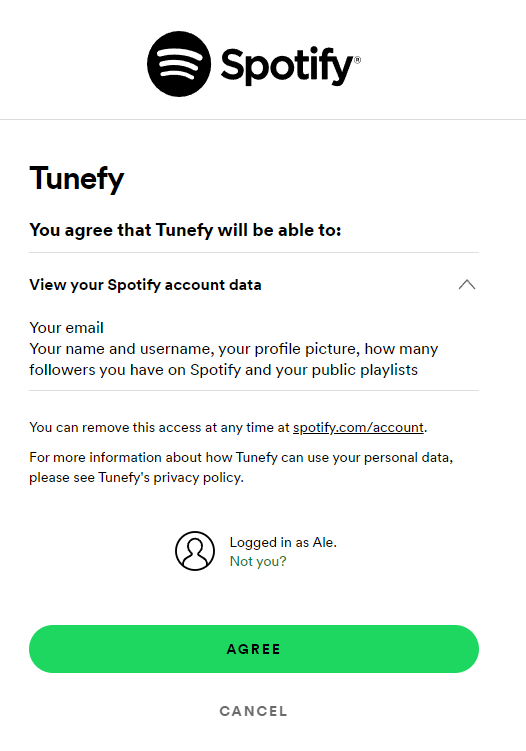 Spotify®
Tunefy
You agree that Tunefy will be able to:
View your Spotify account data
Your email
Your name and username, your profile picture, how many
followers you have on Spotify and your public playlists
You can remove this access at any time at spotify.com/account.
For more information about how Tunefy can use your personal data,
please see Tunefy's privacy policy.
Logged in as Ale.
Not you?
AGREE
CANCEL